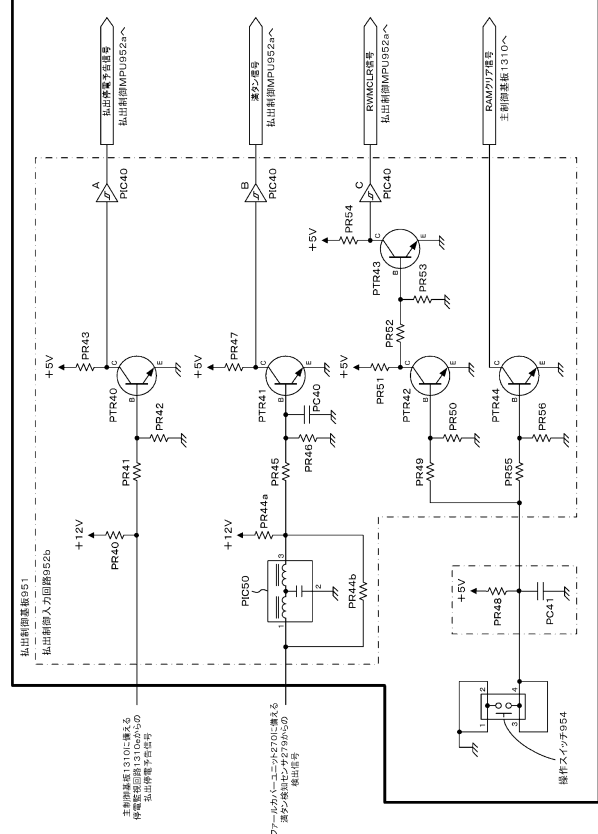 払出停電予告信号
払出制御MPU952aへ
満タン信号
払出制御MPU952aへ
RWMCLR信号
払出制御MPU952aへ
RAMクリア信号
主制御基板1310へ
A
PIC40
B
PIC40
C
PIC40
+5V
PR54
C
B
E
PTR43
PR53
PR52
+5V
PR43
C
B
E
PTR40
PR42
PR41
+12V
PR40
+5V
PR47
C
B
E
PTR41
PC40
PR46
PR45
+12V
PR44a
PIC50
1
2
3
PR44b
+5V
PR51
C
B
E
PTR42
PR50
PR49
C
B
E
PTR44
PR56
PR55
+5V
PR48
PC41
1
2
3
4
操作スイッチ954
払出制御基板951
払出制御入力回路952b
主制御基板1310に備える
停電監視回路1310eからの
払出停電予告信号
ファールカバーユニット270に備える
満タン検知センサ279からの
検出信号